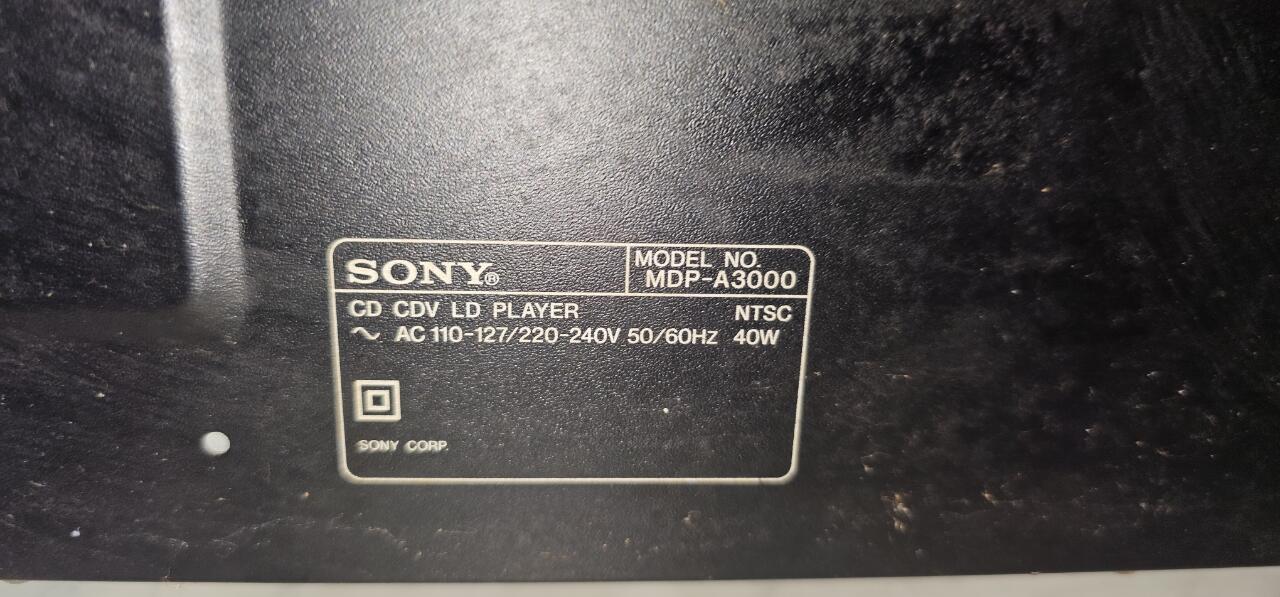 SONY®
MODEL NO.
MDP-A3000
CD CDV LD PLAYER NTSC
~ AC 110-127/220-240V 50/60Hz 40W
SONY CORP.